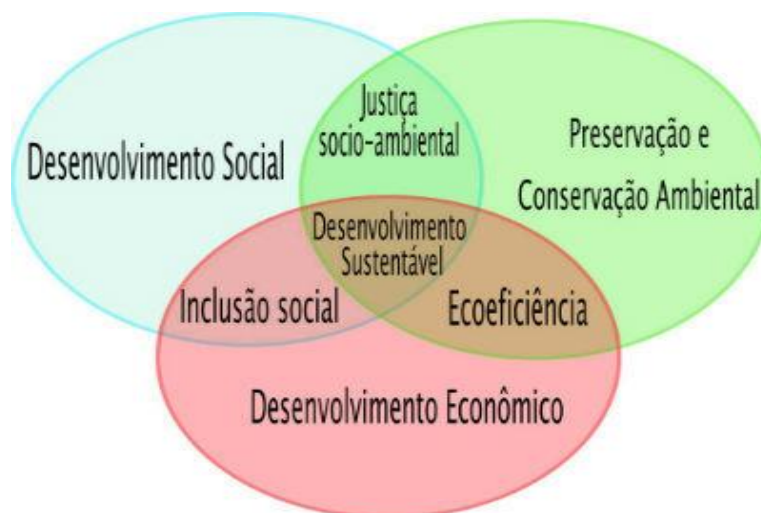 Justiça
socio-ambiental
Desenvolvimento Social
Preservação e
Conservação Ambiental
Desenvolvimento
Sustentável
Inclusão social
Ecoeficiência
Desenvolvimento Econômico